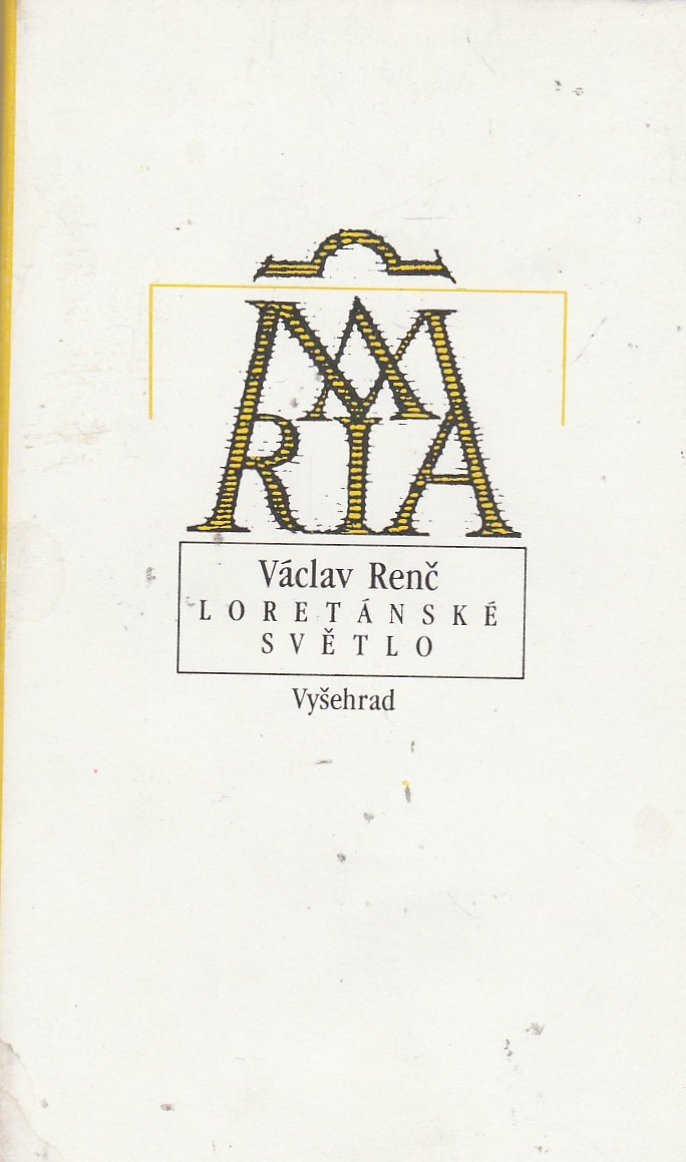 MA
RIA
Václav Renč
LORETÁNSKÉ
SVĚTLO
Vyšehrad